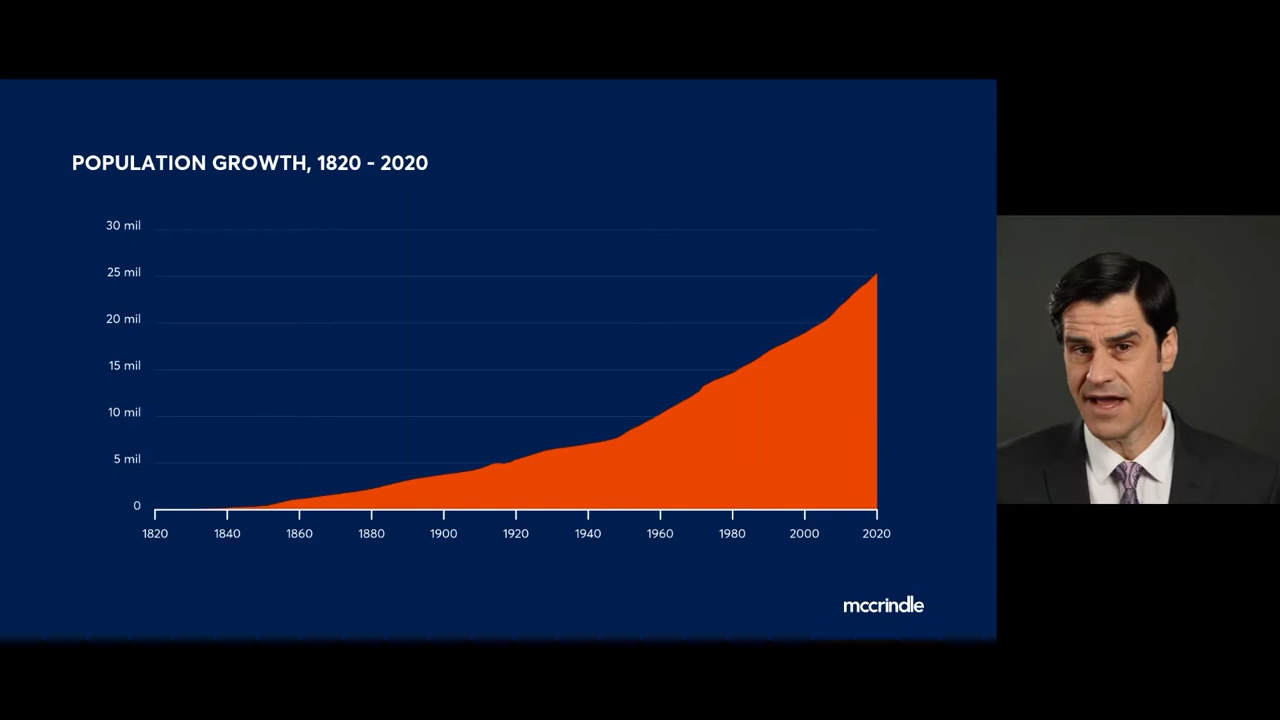 POPULATION GROWTH, 1820 - 2020
30 mil
25 mil
20 mil
15 mil
10 mil
5 mil
0
1820 1840 1860 1880 1900 1920 1940 1960 1980 2000 2020
mccrindle